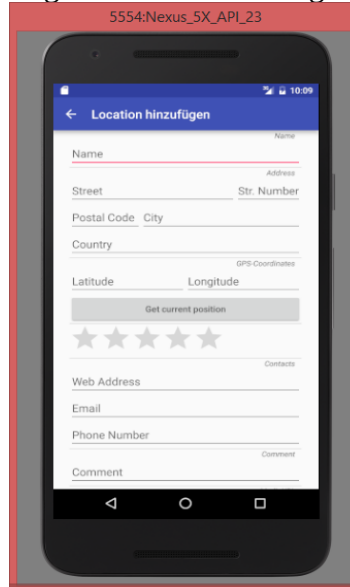 5554:Nexus_5X_API_23
10:09
Location hinzufügen
Name
Name
Address
Street Str. Number
Postal Code City
Country
GPS-Coordinates
Latitude Longitude
Get current position
Contacts
Web Address
Email
Phone Number
Comment
Comment